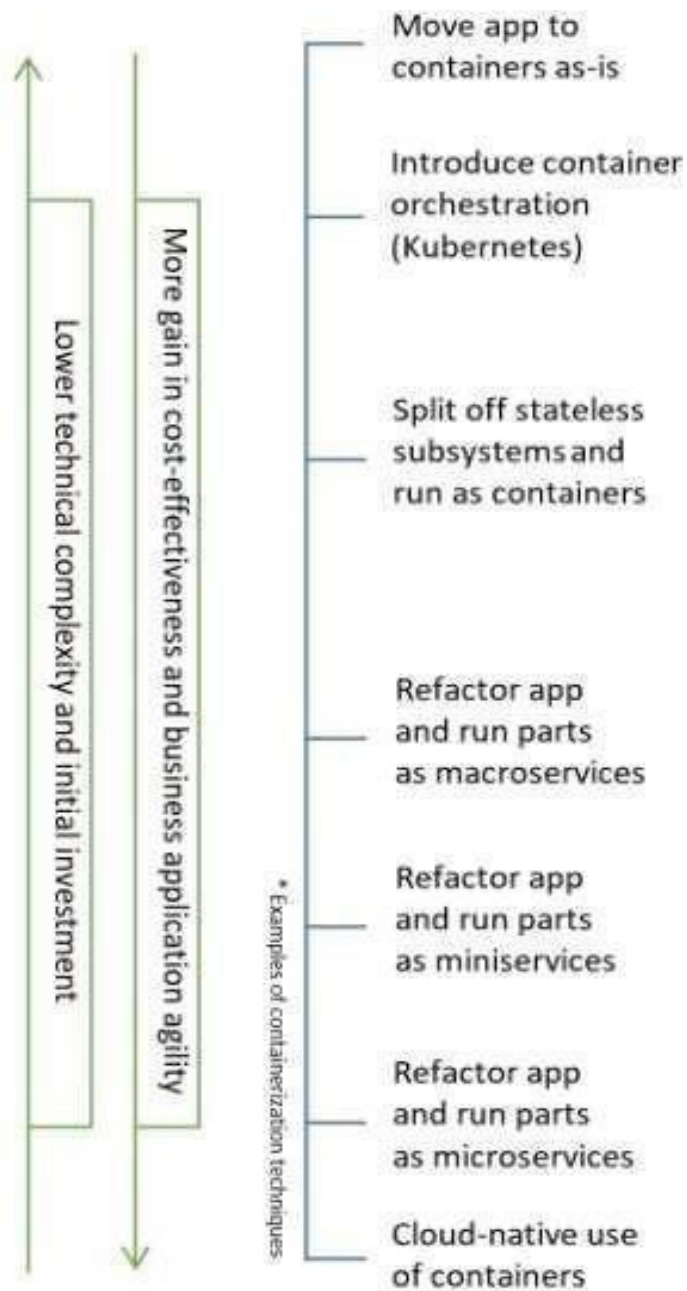 Move app to
containers as-is
Introduce container
orchestration
(Kubernetes)
Split off stateless
subsystems and
run as containers
Refactor app
and run parts
as macroservices
Refactor app
and run parts
as miniservices
Refactor app
and run parts
as microservices
Cloud-native use
of containers
Lower technical complexity and initial investment
More gain in cost-effectiveness and business application agility
* Examples of containerization techniques